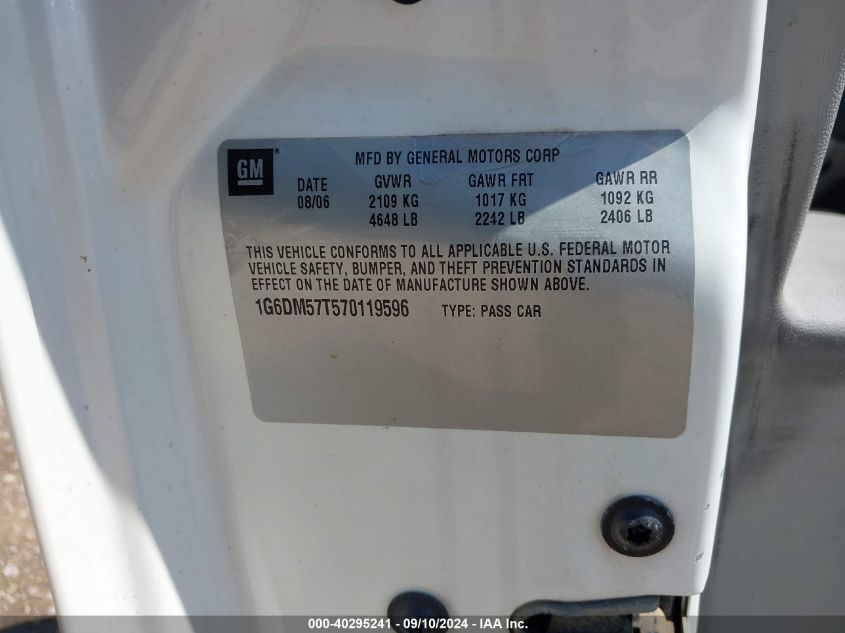 GM ®
MFD BY GENERAL MOTORS CORP
DATE GVWR GAWR FRT GAWR RR
08/06 2109 KG 1017 KG 1092 KG
4648 LB 2242 LB 2406 LB
THIS VEHICLE CONFORMS TO ALL APPLICABLE U.S. FEDERAL MOTOR
VEHICLE SAFETY, BUMPER, AND THEFT PREVENTION STANDARDS IN
EFFECT ON THE DATE OF MANUFACTURE SHOWN ABOVE.
1G6DM57T570119596 TYPE: PASS CAR
000-40295241 - 09/10/2024 - IAA, Inc.